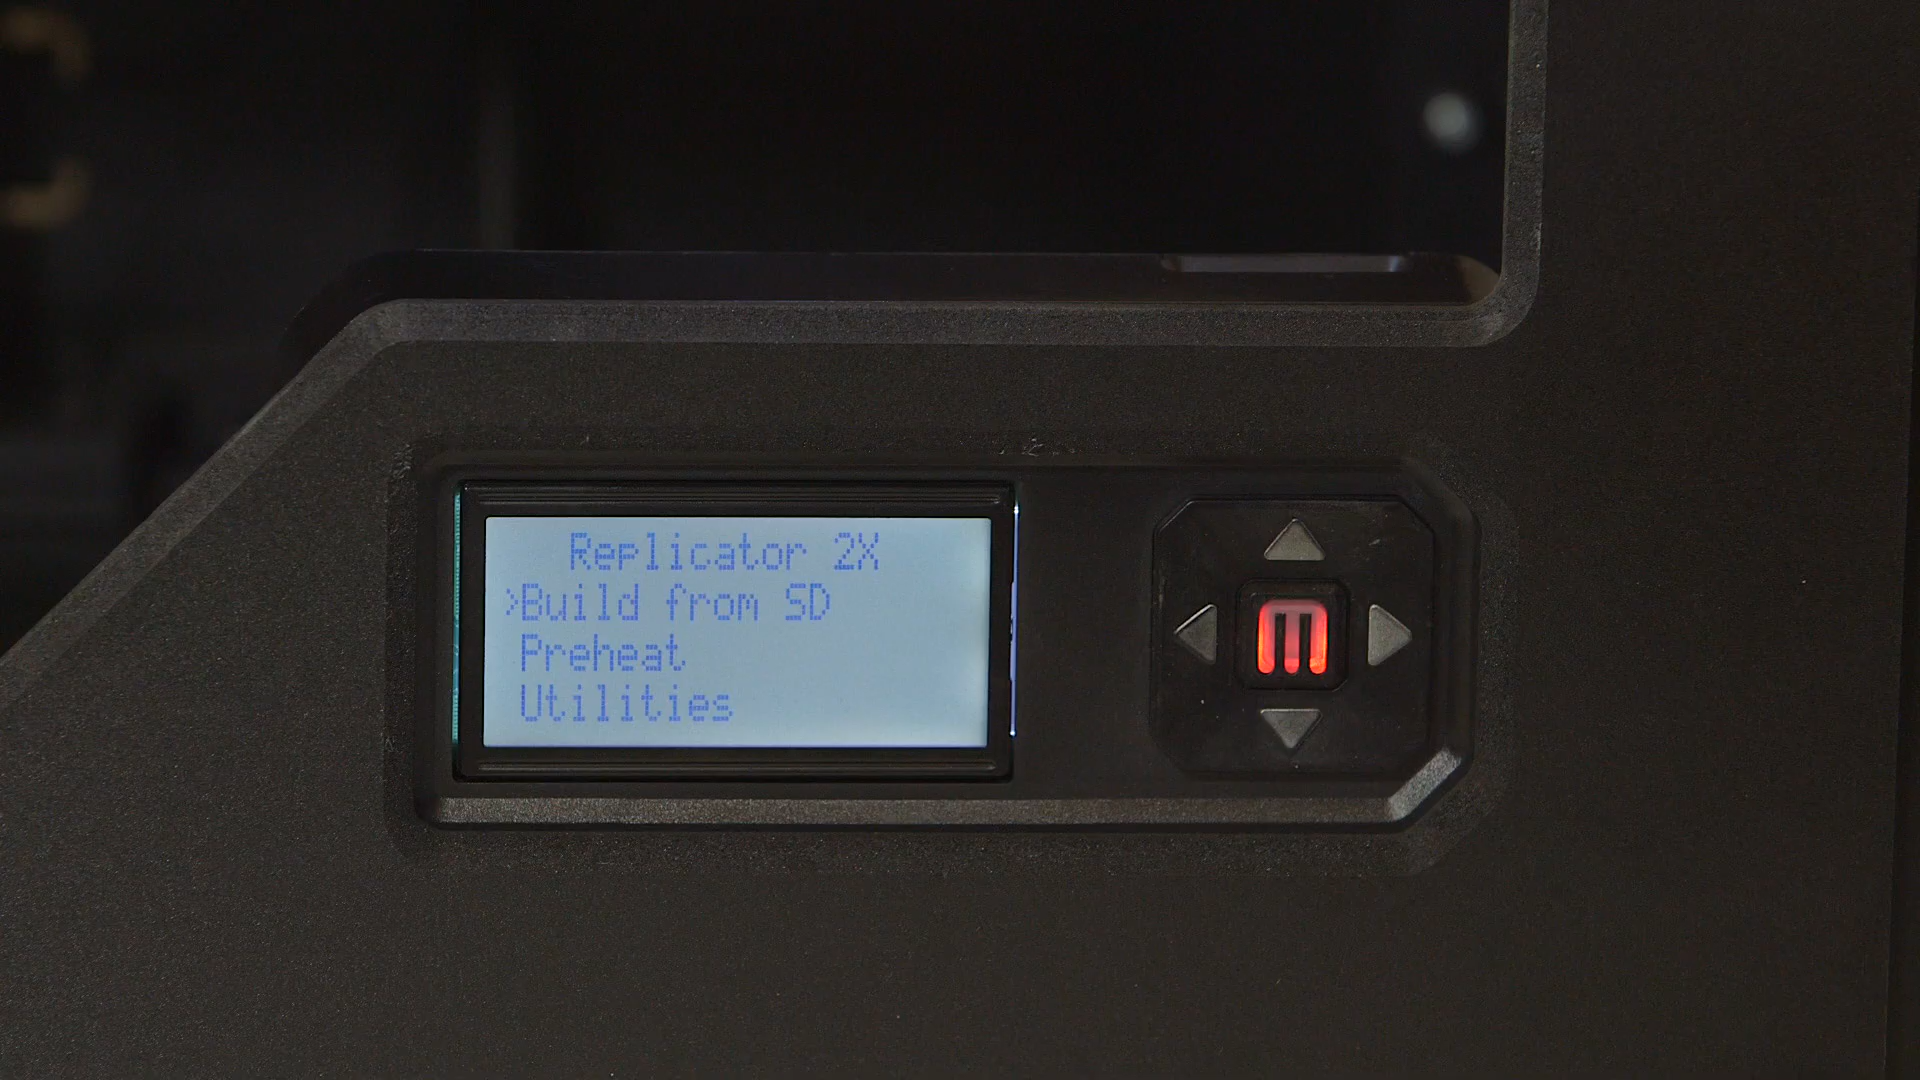 Replicator 2X
>Build from SD
Preheat
Utilities
M